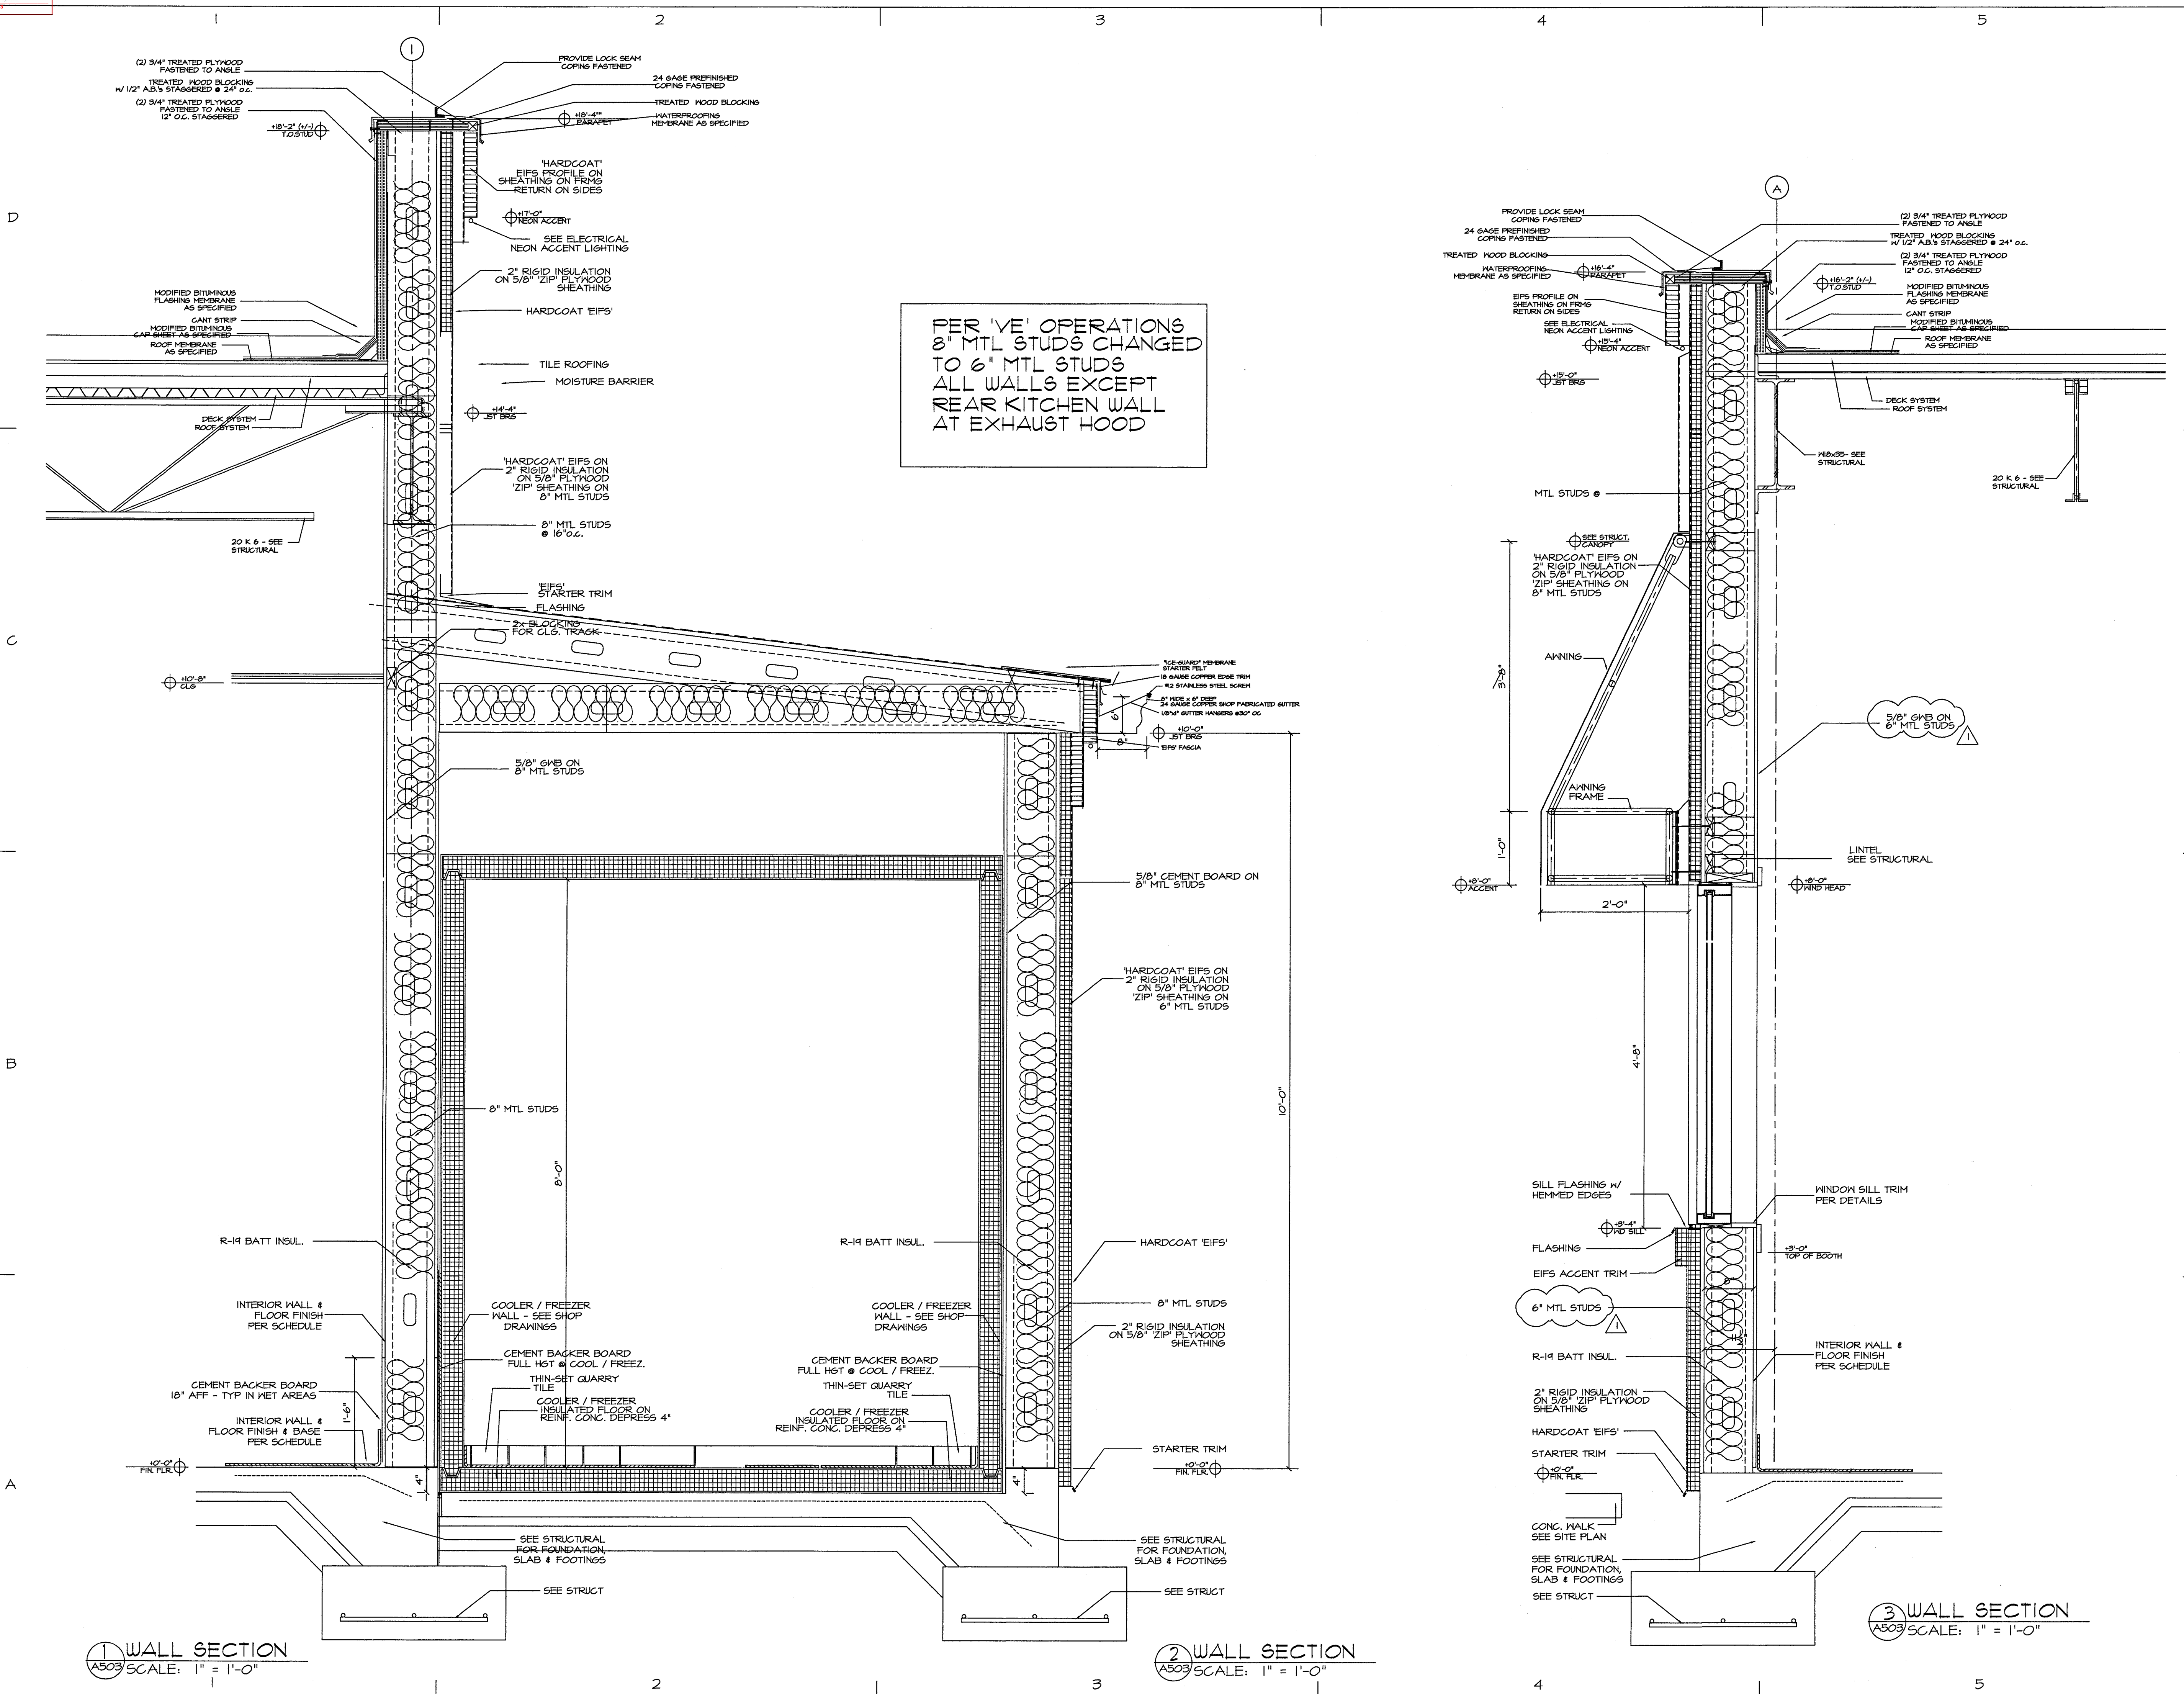 1
2
3
4
5
D
C
B
A
1
(2) 3/4" TREATED PLYWOOD
FASTENED TO ANGLE
TREATED WOOD BLOCKING
W/ 1/2" A.B.'s STAGGERED @ 24" o.c.
(2) 3/4" TREATED PLYWOOD
FASTENED TO ANGLE
12" O.C. STAGGERED
+18'-2" (+/-)
T.O.STUD
PROVIDE LOCK SEAM
COPING FASTENED
24 GAGE PREFINISHED
COPING FASTENED
TREATED WOOD BLOCKING
+18'-4""
PARAPET
WATERPROOFING
MEMBRANE AS SPECIFIED
'HARDCOAT'
EIFS PROFILE ON
SHEATHING ON FRMG
RETURN ON SIDES
+17'-0"
NEON ACCENT
SEE ELECTRICAL
NEON ACCENT LIGHTING
2" RIGID INSULATION
ON 5/8" 'ZIP' PLYWOOD
SHEATHING
HARDCOAT 'EIFS'
TILE ROOFING
MOISTURE BARRIER
+14'-4"
JST BRG
MODIFIED BITUMINOUS
FLASHING MEMBRANE
AS SPECIFIED
CANT STRIP
MODIFIED BITUMINOUS
CAP SHEET AS SPECIFIED
ROOF MEMBRANE
AS SPECIFIED
DECK SYSTEM
ROOF SYSTEM
20 K 6 - SEE
STRUCTURAL
'HARDCOAT' EIFS ON
2" RIGID INSULATION
ON 5/8" PLYWOOD
'ZIP' SHEATHING ON
8" MTL STUDS
8" MTL STUDS
@ 16"o.c.
'EIFS'
STARTER TRIM
FLASHING
2x BLOCKING
FOR CLG. TRACK
+10'-8"
CLG
PER 'VE' OPERATIONS
8" MTL STUDS CHANGED
TO 6" MTL STUDS
ALL WALLS EXCEPT
REAR KITCHEN WALL
AT EXHAUST HOOD
"ICE-GUARD" MEMBRANE
STARTER FELT
18 GAUGE COPPER EDGE TRIM
#12 STAINLESS STEEL SCREW
8" WIDE x 6" DEEP
24 GAUGE COPPER SHOP FABRICATED GUTTER
1/8"x1" GUTTER HANGERS @30" OC
6"
8"
+10'-0"
JST BRG
'EIFS' FASCIA
5/8" GWB ON
8" MTL STUDS
5/8" CEMENT BOARD ON
8" MTL STUDS
'HARDCOAT' EIFS ON
2" RIGID INSULATION
ON 5/8" PLYWOOD
'ZIP' SHEATHING ON
6" MTL STUDS
10'-0"
8'-0"
8" MTL STUDS
R-19 BATT INSUL.
R-19 BATT INSUL.
HARDCOAT 'EIFS'
INTERIOR WALL &
FLOOR FINISH
PER SCHEDULE
COOLER / FREEZER
WALL - SEE SHOP
DRAWINGS
COOLER / FREEZER
WALL - SEE SHOP
DRAWINGS
8" MTL STUDS
2" RIGID INSULATION
ON 5/8" 'ZIP' PLYWOOD
SHEATHING
CEMENT BACKER BOARD
FULL HGT @ COOL / FREEZ.
CEMENT BACKER BOARD
FULL HGT @ COOL / FREEZ.
CEMENT BACKER BOARD
18" AFF - TYP IN WET AREAS
1'-6"
THIN-SET QUARRY
TILE
THIN-SET QUARRY
TILE
COOLER / FREEZER
INSULATED FLOOR ON
REINF. CONC. DEPRESS 4"
COOLER / FREEZER
INSULATED FLOOR ON
REINF. CONC. DEPRESS 4"
INTERIOR WALL &
FLOOR FINISH & BASE
PER SCHEDULE
STARTER TRIM
+0'-0"
FIN. FLR.
+0'-0"
FIN. FLR.
4"
4"
SEE STRUCTURAL
FOR FOUNDATION,
SLAB & FOOTINGS
SEE STRUCTURAL
FOR FOUNDATION,
SLAB & FOOTINGS
SEE STRUCT
SEE STRUCT
1
A503
WALL SECTION
SCALE: 1" = 1'-0"
2
A503
WALL SECTION
SCALE: 1" = 1'-0"
A
PROVIDE LOCK SEAM
COPING FASTENED
24 GAGE PREFINISHED
COPING FASTENED
TREATED WOOD BLOCKING
WATERPROOFING
MEMBRANE AS SPECIFIED
+16'-4"
PARAPET
EIFS PROFILE ON
SHEATHING ON FRMG
RETURN ON SIDES
SEE ELECTRICAL
NEON ACCENT LIGHTING
+15'-4"
NEON ACCENT
+15'-0"
JST BRG
(2) 3/4" TREATED PLYWOOD
FASTENED TO ANGLE
TREATED WOOD BLOCKING
W/ 1/2" A.B.'s STAGGERED @ 24" o.c.
(2) 3/4" TREATED PLYWOOD
FASTENED TO ANGLE
12" O.C. STAGGERED
+16'-2" (+/-)
T.O.STUD
MODIFIED BITUMINOUS
FLASHING MEMBRANE
AS SPECIFIED
CANT STRIP
MODIFIED BITUMINOUS
CAP SHEET AS SPECIFIED
ROOF MEMBRANE
AS SPECIFIED
DECK SYSTEM
ROOF SYSTEM
W18x35- SEE
STRUCTURAL
20 K 6 - SEE
STRUCTURAL
MTL STUDS @
SEE STRUCT.
CANOPY
'HARDCOAT' EIFS ON
2" RIGID INSULATION
ON 5/8" PLYWOOD
'ZIP' SHEATHING ON
8" MTL STUDS
AWNING
3'-8"
AWNING
FRAME
1'-0"
5/8" GWB ON
6" MTL STUDS
1
LINTEL
SEE STRUCTURAL
+8'-0"
ACCENT
+8'-0"
WIND HEAD
2'-0"
4'-8"
SILL FLASHING W/
HEMMED EDGES
WINDOW SILL TRIM
PER DETAILS
+3'-4"
WD SILL
FLASHING
+3'-0"
TOP OF BOOTH
EIFS ACCENT TRIM
8"
6" MTL STUDS
1
R-19 BATT INSUL.
INTERIOR WALL &
FLOOR FINISH
PER SCHEDULE
2" RIGID INSULATION
ON 5/8" 'ZIP' PLYWOOD
SHEATHING
HARDCOAT 'EIFS'
STARTER TRIM
+0'-0"
FIN. FLR.
CONC. WALK
SEE SITE PLAN
SEE STRUCTURAL
FOR FOUNDATION,
SLAB & FOOTINGS
SEE STRUCT
3
A503
WALL SECTION
SCALE: 1" = 1'-0"
1
2
3
4
5